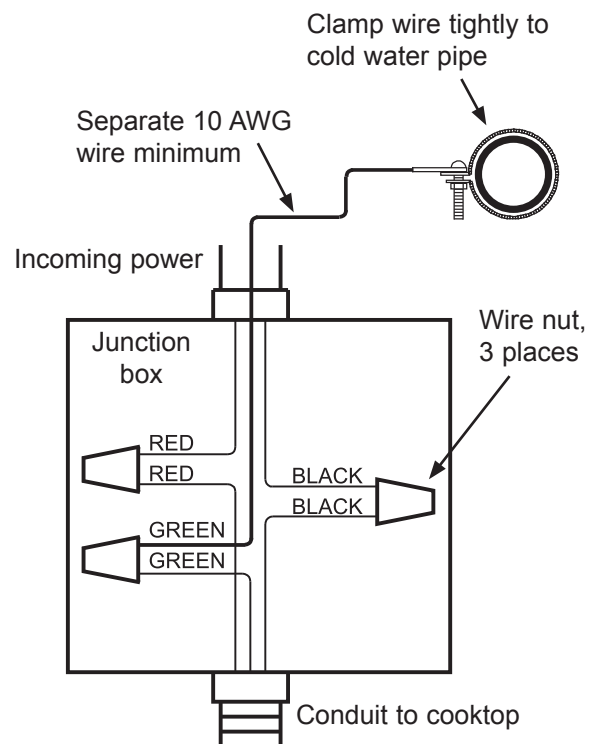 Clamp wire tightly to
cold water pipe
Separate 10 AWG
wire minimum
Incoming power
Junction
box
Wire nut,
3 places
RED
RED
BLACK
BLACK
GREEN
GREEN
Conduit to cooktop